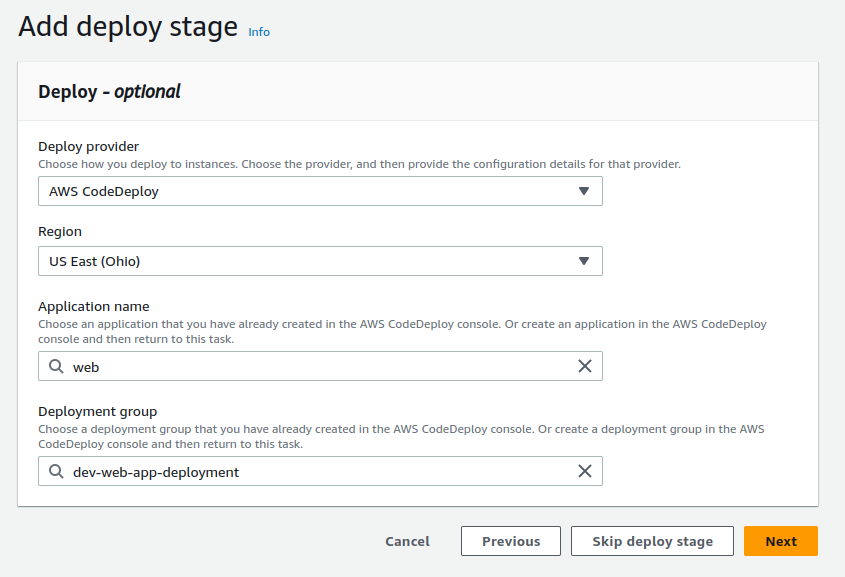 Add deploy stage Info
Deploy - optional
Deploy provider
Choose how you deploy to instances. Choose the provider, and then provide the configuration details for that provider.
AWS CodeDeploy
Region
US East (Ohio)
Application name
Choose an application that you have already created in the AWS CodeDeploy console. Or create an application in the AWS CodeDeploy
console and then return to this task.
web
Deployment group
Choose a deployment group that you have already created in the AWS CodeDeploy console. Or create a deployment group in the AWS
CodeDeploy console and then return to this task.
dev-web-app-deployment
Cancel Previous Skip deploy stage Next